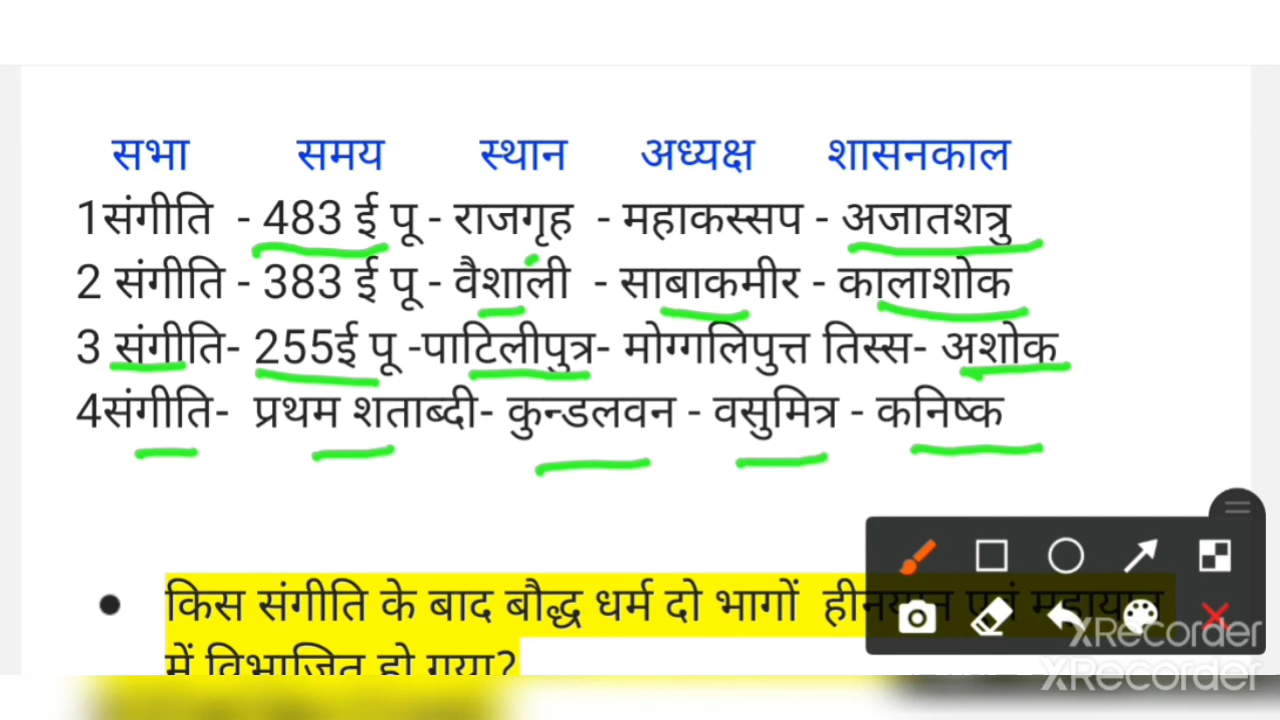 सभा समय स्थान अध्यक्ष शासनकाल
1संगीति - 483 ई पू - राजगृह - महाकस्सप - अजातशत्रु
2 संगीति - 383 ई पू - वैशाली - साबाकमीर - कालाशोक
3 संगीति- 255ई पू -पाटिलीपुत्र- मोग्गलिपुत्त तिस्स- अशोक
4संगीति- प्रथम शताब्दी- कुन्डलवन - वसुमित्र - कनिष्क
किस संगीति के बाद बौद्ध धर्म दो भागों हीनयान एवं महायान
में विभाजित हो गया?
XRecorder
XRecorder